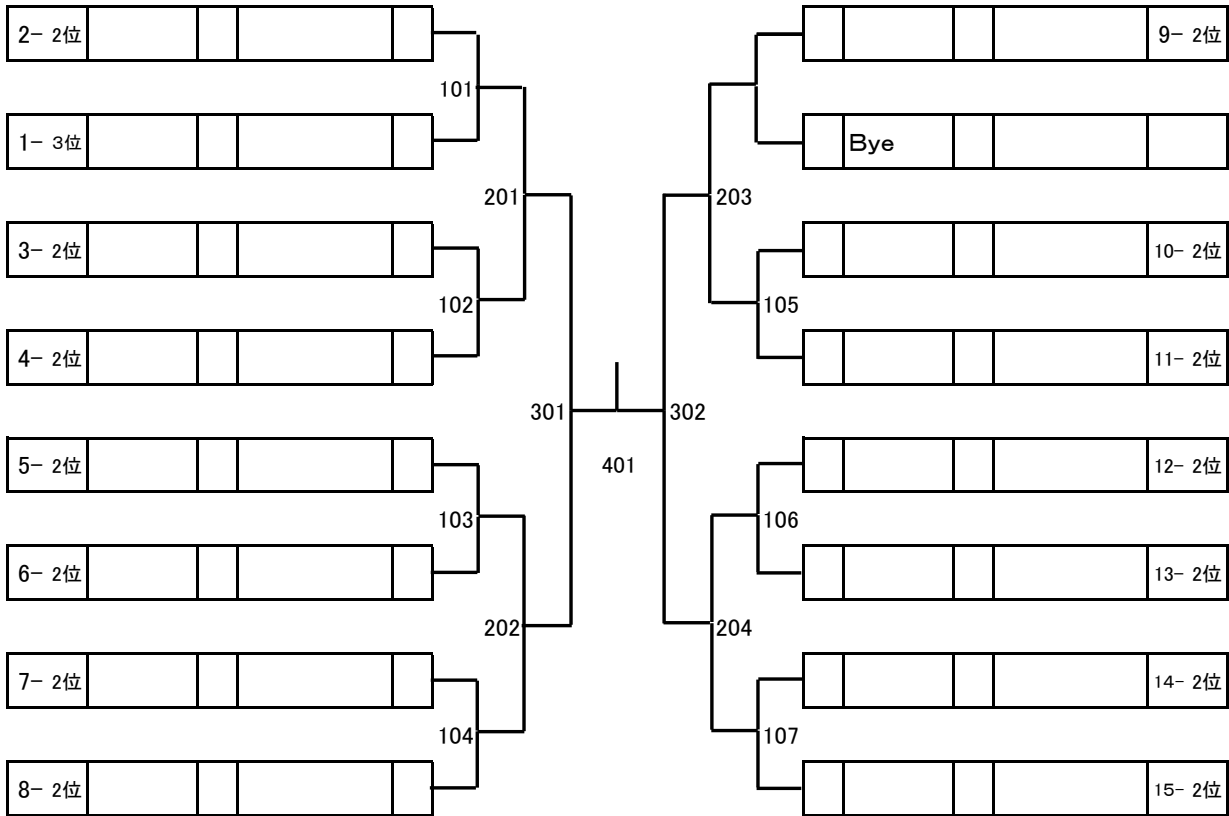 2- 2位
9- 2位
101
1- 3位
Bye
201
203
3- 2位
10- 2位
102
105
4- 2位
11- 2位
301
302
5- 2位
401
12- 2位
103
106
6- 2位
13- 2位
202
204
7- 2位
14- 2位
104
107
8- 2位
15- 2位